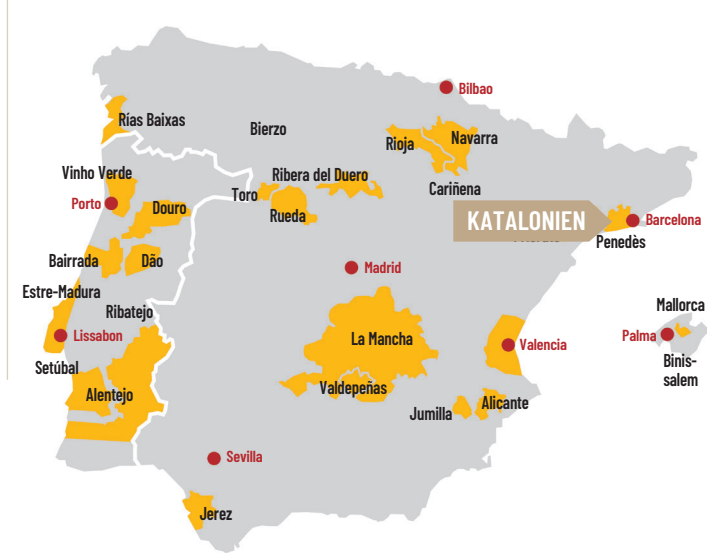 Bilbao
Rías Baixas
Bierzo
Rioja
Navarra
Vinho Verde
Ribera del Duero
Toro
Cariñena
Porto
Douro
Rueda
KATALONIEN
Barcelona
Penedès
Bairrada
Dão
Madrid
Estre-Madura
Ribatejo
Mallorca
Lissabon
La Mancha
Valencia
Palma
Setúbal
Binis-
salem
Alentejo
Valdepeñas
Jumilla
Alicante
Sevilla
Jerez